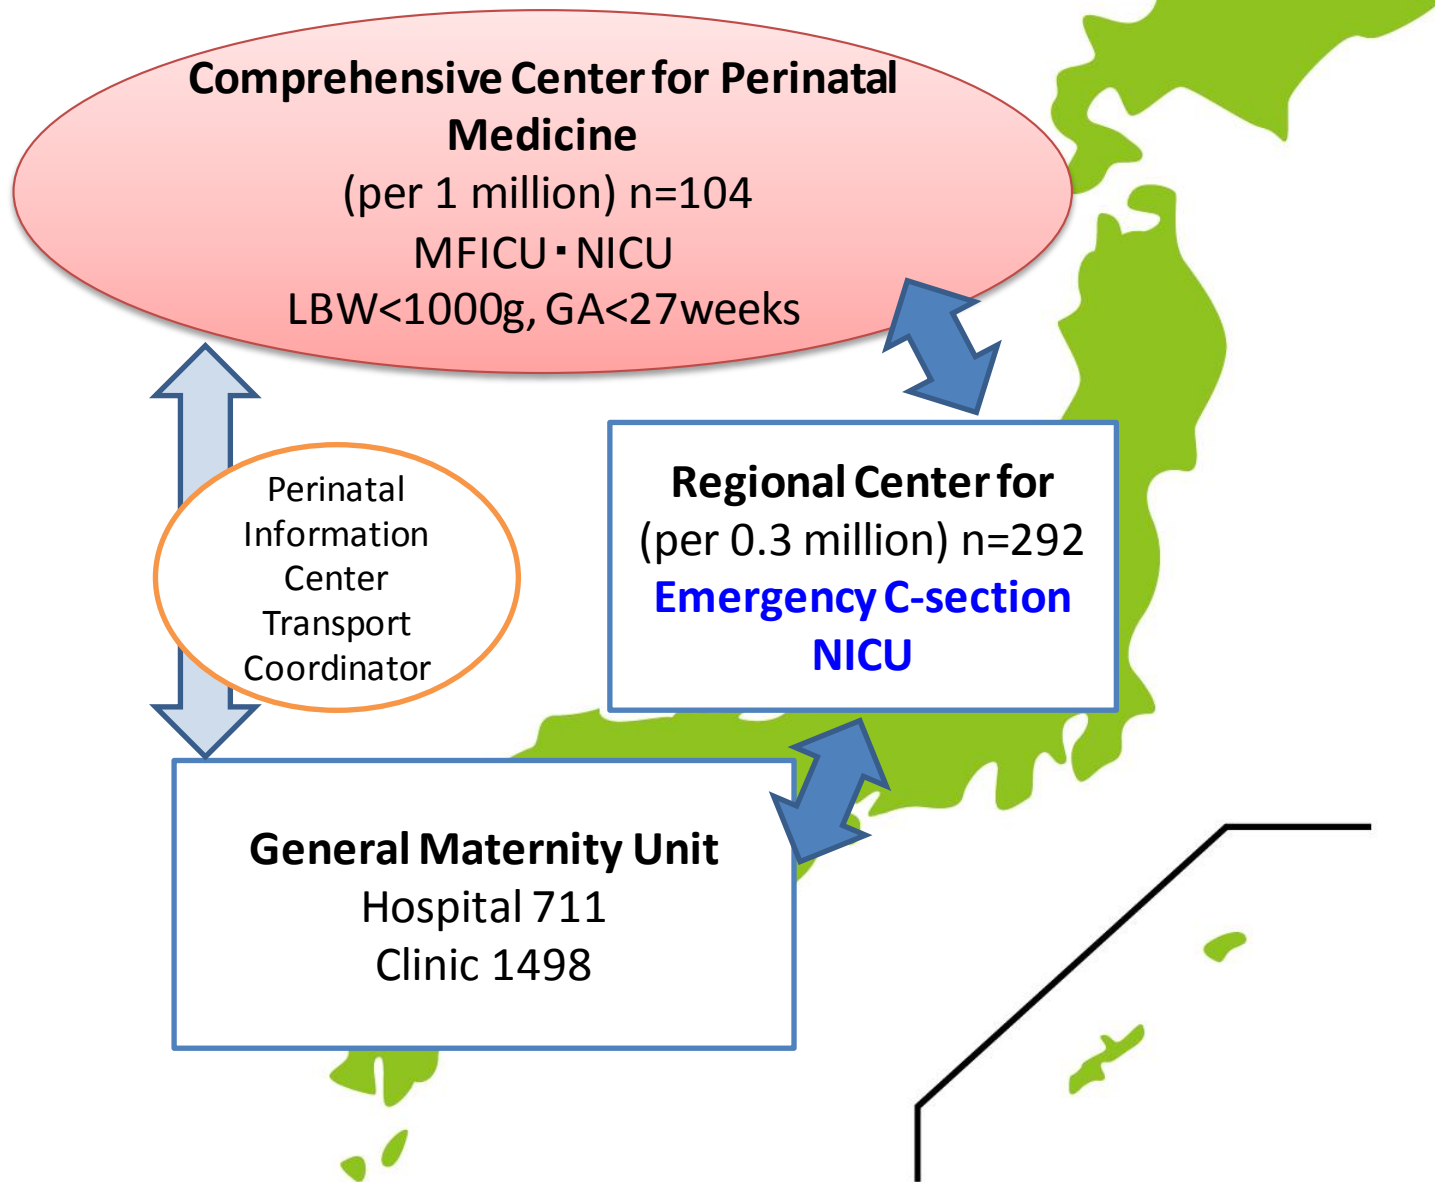 Comprehensive Center for Perinatal
Medicine
(per 1 million) n=104
MFICU・NICU
LBW<1000g, GA<27weeks
Perinatal
Information
Center
Transport
Coordinator
Regional Center for
(per 0.3 million) n=292
Emergency C-section
NICU
General Maternity Unit
Hospital 711
Clinic 1498